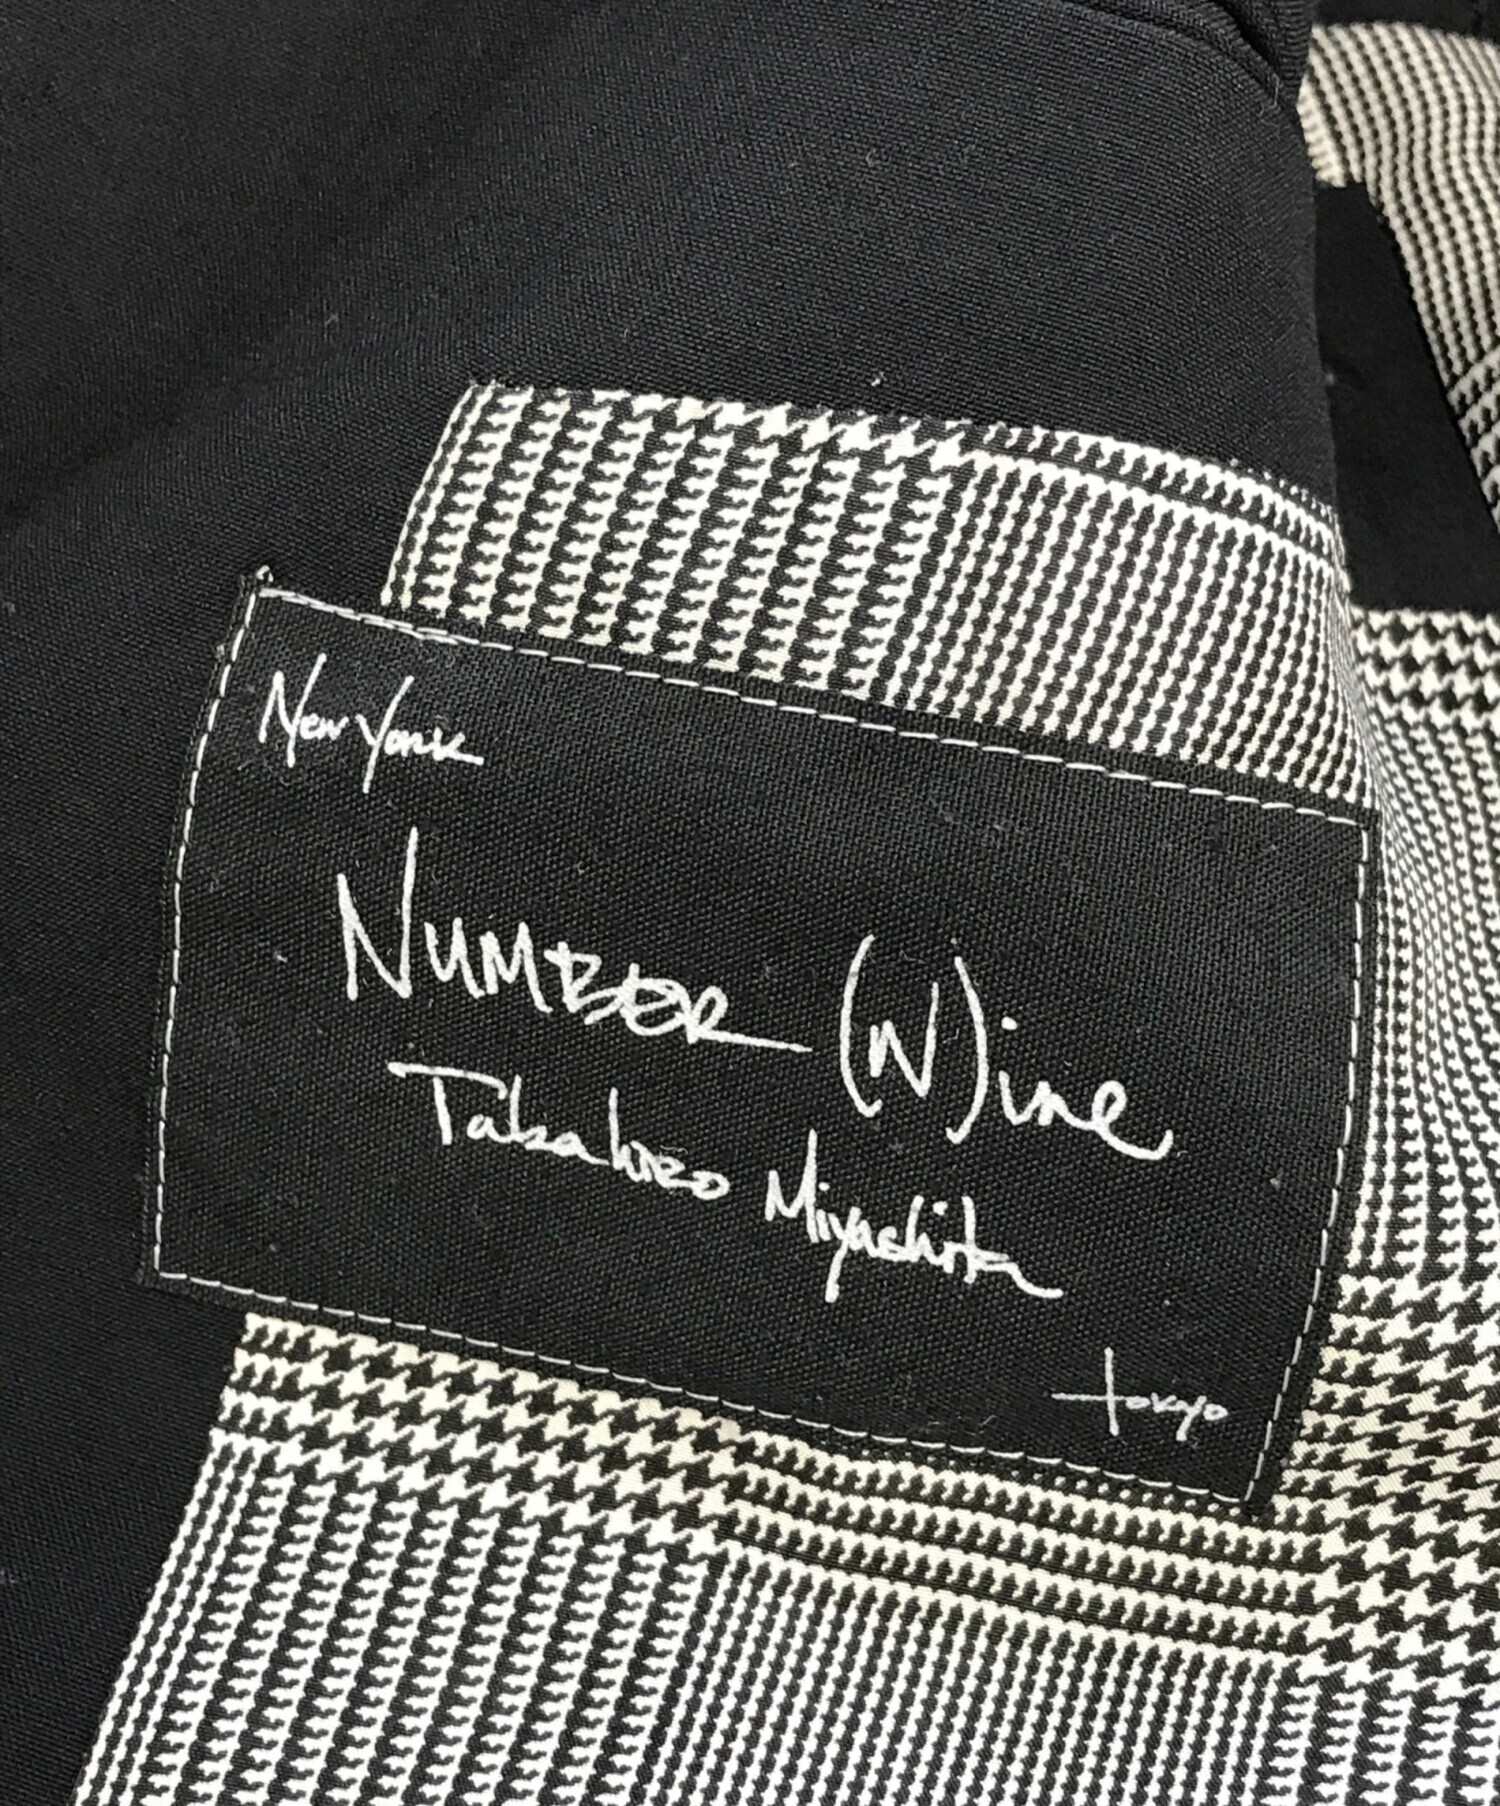 New York
NUMBER (N)ine
Takahiro Miyashita
tokyo